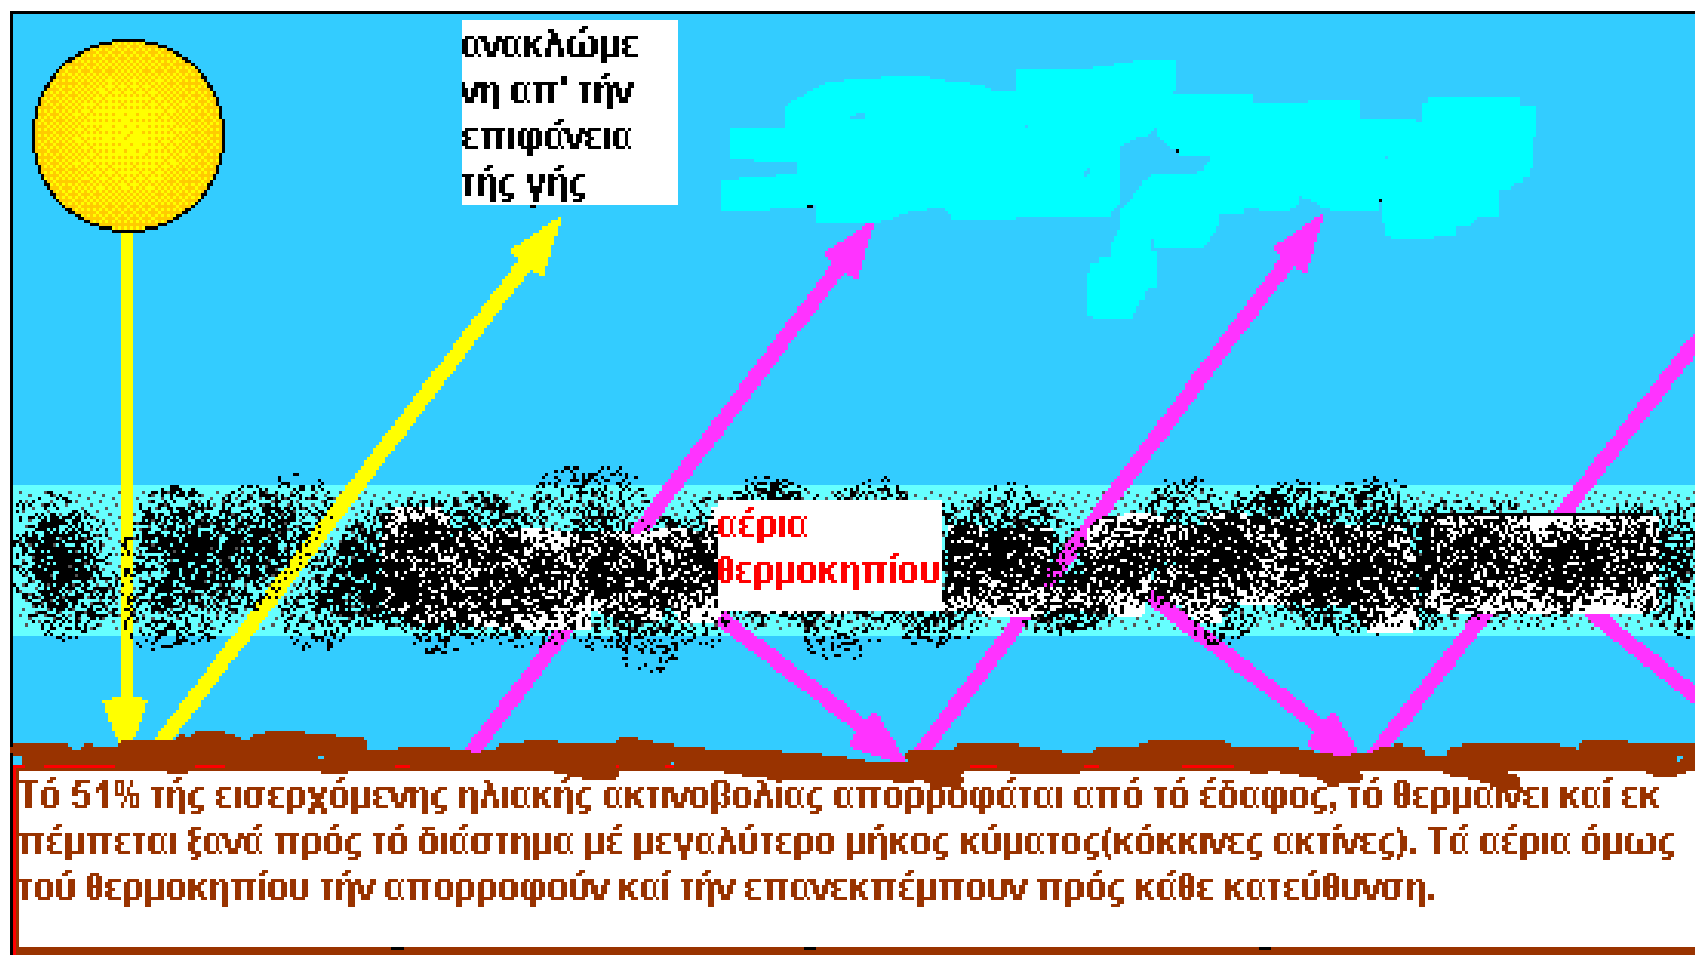 ανακλώμε
νη απ' τήν
επιφάνεια
τής γής
αέρια
θερμοκηπίου
Τό 51% τής εισερχόμενης ηλιακής ακτινοβολίας απορροφάται από τό έδαφος, τό θερμαίνει καί εκ
πέμπεται ξανά πρός τό διάστημα μέ μεγαλύτερο μήκος κύματος(κόκκινες ακτίνες). Τά αέρια όμως
τού θερμοκηπίου τήν απορροφούν καί τήν επανεκπέμπουν πρός κάθε κατεύθυνση.